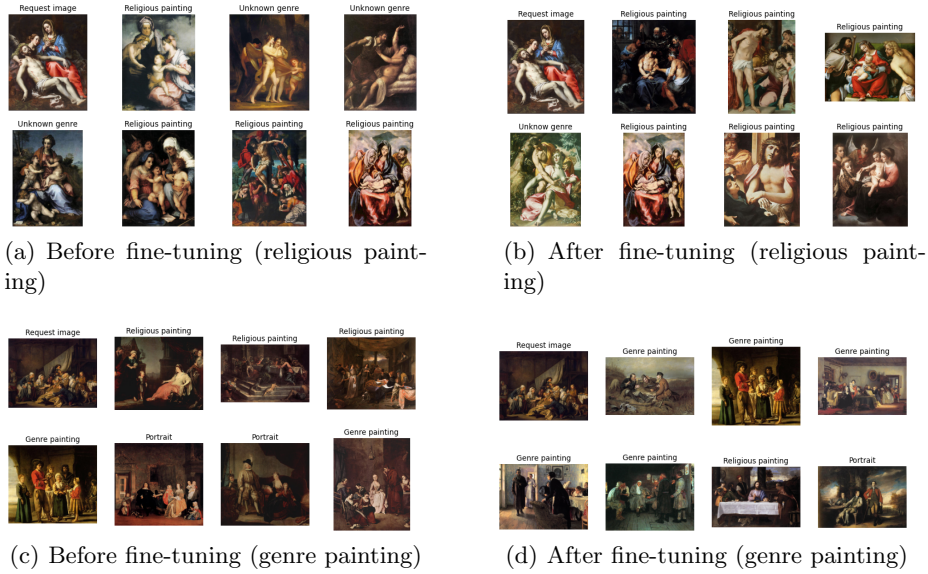 Request image
Religious painting
Unknown genre
Unknown genre
Unknown genre
Religious painting
Religious painting
Religious painting
(a) Before fine-tuning (religious paint-
ing)
Request image
Religious painting
Religious painting
Religious painting
Unknow genre
Religious painting
Religious painting
Religious painting
(b) After fine-tuning (religious paint-
ing)
Request image
Religious painting
Religious painting
Religious painting
Genre painting
Portrait
Portrait
Genre painting
(c) Before fine-tuning (genre painting)
Request image
Genre painting
Genre painting
Genre painting
Genre painting
Genre painting
Religious painting
Portrait
(d) After fine-tuning (genre painting)